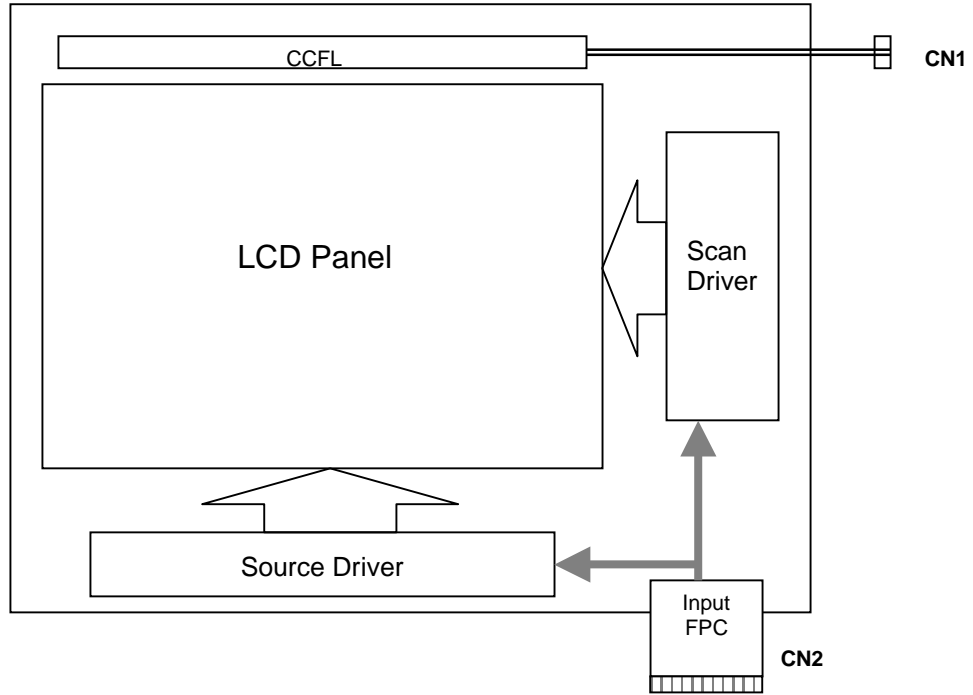 CCFL
CN1
LCD Panel
Scan
Driver
Source Driver
Input
FPC
CN2